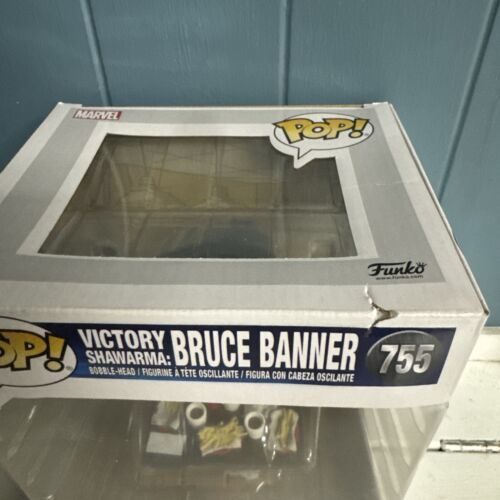 MARVEL
POP!
Funko
www.funko.com
POP!
VICTORY
SHAWARMA: BRUCE BANNER
755
BOBBLE-HEAD / FIGURINE À TÊTE OSCILLANTE / FIGURA CON CABEZA OSCILANTE